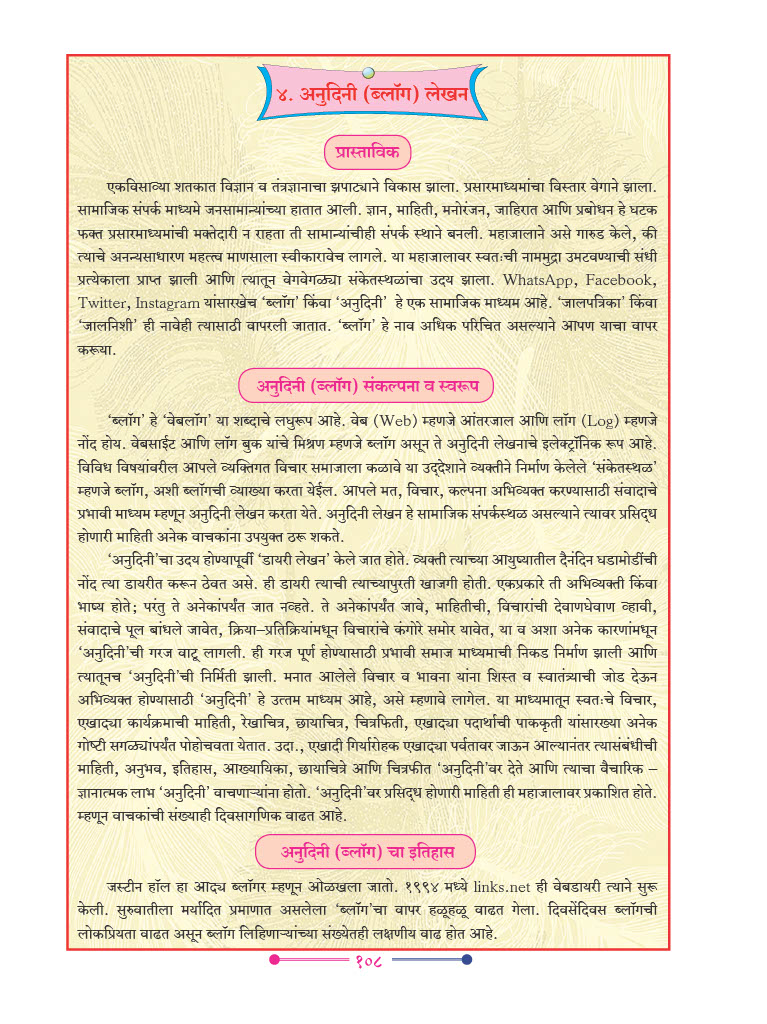 ४. अनुदिनी (ब्लॉग) लेखन
प्रास्ताविक
एकविसाव्या शतकात विज्ञान व तंत्रज्ञानाचा झपाट्याने विकास झाला. प्रसारमाध्यमांचा विस्तार वेगाने झाला.
सामाजिक संपर्क माध्यमे जनसामान्यांच्या हातात आली. ज्ञान, माहिती, मनोरंजन, जाहिरात आणि प्रबोधन हे घटक
फक्त प्रसारमाध्यमांची मक्तेदारी न राहता ती सामान्यांचीही संपर्क स्थाने बनली. महाजालाने असे गारुड केले, की
त्याचे अनन्यसाधारण महत्त्व माणसाला स्वीकारावेच लागले. या महाजालावर स्वतःची नाममुद्रा उमटवण्याची संधी
प्रत्येकाला प्राप्त झाली आणि त्यातून वेगवेगळ्या संकेतस्थळांचा उदय झाला. WhatsApp, Facebook,
Twitter, Instagram यांसारखेच ‘ब्लॉग’ किंवा ‘अनुदिनी’ हे एक सामाजिक माध्यम आहे. ‘जालपत्रिका’ किंवा
‘जालनिशी’ ही नावेही त्यासाठी वापरली जातात. ‘ब्लॉग’ हे नाव अधिक परिचित असल्याने आपण याचा वापर
करूया.
अनुदिनी (ब्लॉग) संकल्पना व स्वरूप
‘ब्लॉग’ हे ‘वेबलॉग’ या शब्दाचे लघुरूप आहे. वेब (Web) म्हणजे आंतरजाल आणि लॉग (Log) म्हणजे
नोंद होय. वेबसाईट आणि लॉग बुक यांचे मिश्रण म्हणजे ब्लॉग असून ते अनुदिनी लेखनाचे इलेक्ट्रॉनिक रूप आहे.
विविध विषयांवरील आपले व्यक्तिगत विचार समाजाला कळावे या उद्देशाने व्यक्तीने निर्माण केलेले ‘संकेतस्थळ’
म्हणजे ब्लॉग, अशी ब्लॉगची व्याख्या करता येईल. आपले मत, विचार, कल्पना अभिव्यक्त करण्यासाठी संवादाचे
प्रभावी माध्यम म्हणून अनुदिनी लेखन करता येते. अनुदिनी लेखन हे सामाजिक संपर्कस्थळ असल्याने त्यावर प्रसिद्ध
होणारी माहिती अनेक वाचकांना उपयुक्त ठरू शकते.
‘अनुदिनी’चा उदय होण्यापूर्वी ‘डायरी लेखन’ केले जात होते. व्यक्ती त्याच्या आयुष्यातील दैनंदिन घडामोडींची
नोंद त्या डायरीत करून ठेवत असे. ही डायरी त्याची त्याच्यापुरती खाजगी होती. एकप्रकारे ती अभिव्यक्ती किंवा
भाष्य होते; परंतु ते अनेकांपर्यंत जात नव्हते. ते अनेकांपर्यंत जावे, माहितीची, विचारांची देवाणघेवाण व्हावी,
संवादाचे पूल बांधले जावेत, क्रिया–प्रतिक्रियांमधून विचारांचे कंगोरे समोर यावेत, या व अशा अनेक कारणांमधून
‘अनुदिनी’ची गरज वाटू लागली. ही गरज पूर्ण होण्यासाठी प्रभावी समाज माध्यमाची निकड निर्माण झाली आणि
त्यातूनच ‘अनुदिनी’ची निर्मिती झाली. मनात आलेले विचार व भावना यांना शिस्त व स्वातंत्र्याची जोड देऊन
अभिव्यक्त होण्यासाठी ‘अनुदिनी’ हे उत्तम माध्यम आहे, असे म्हणावे लागेल. या माध्यमातून स्वतःचे विचार,
एखाद्या कार्यक्रमाची माहिती, रेखाचित्र, छायाचित्र, चित्रफिती, एखाद्या पदार्थाची पाककृती यांसारख्या अनेक
गोष्टी सगळ्यांपर्यंत पोहोचवता येतात. उदा., एखादी गिर्यारोहक एखाद्या पर्वतावर जाऊन आल्यानंतर त्यासंबंधीची
माहिती, अनुभव, इतिहास, आख्यायिका, छायाचित्रे आणि चित्रफीत ‘अनुदिनी’वर देते आणि त्याचा वैचारिक –
ज्ञानात्मक लाभ ‘अनुदिनी’ वाचणाऱ्यांना होतो. ‘अनुदिनी’वर प्रसिद्ध होणारी माहिती ही महाजालावर प्रकाशित होते.
म्हणून वाचकांची संख्याही दिवसागणिक वाढत आहे.
अनुदिनी (ब्लॉग) चा इतिहास
जस्टीन हॉल हा आद्य ब्लॉगर म्हणून ओळखला जातो. १९९४ मध्ये links.net ही वेबडायरी त्याने सुरू
केली. सुरुवातीला मर्यादित प्रमाणात असलेला ‘ब्लॉग’चा वापर हळूहळू वाढत गेला. दिवसेंदिवस ब्लॉगची
लोकप्रियता वाढत असून ब्लॉग लिहिणाऱ्यांच्या संख्येतही लक्षणीय वाढ होत आहे.
१०८